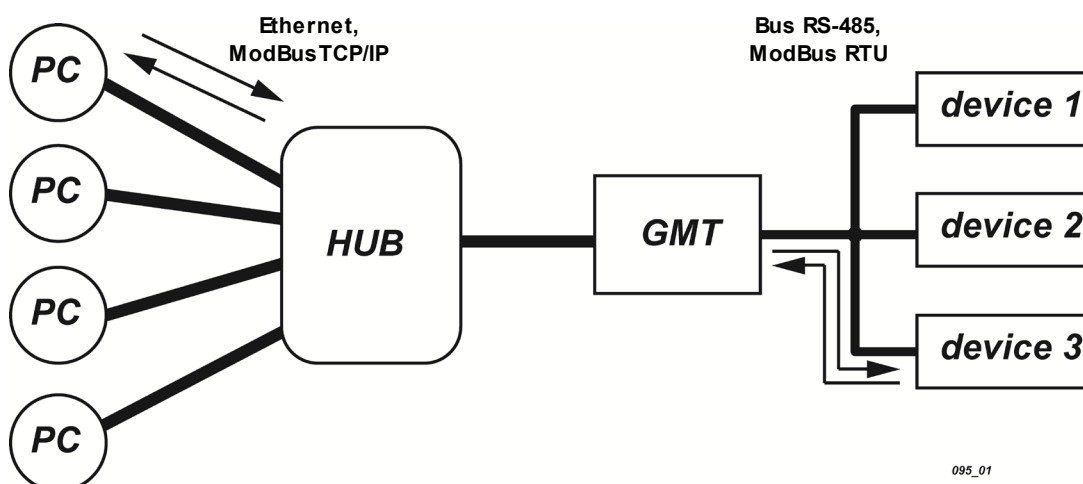 Ethernet,
ModBusTCP/IP
Bus RS-485,
ModBus RTU
PC
PC
PC
PC
HUB
GMT
device 1
device 2
device 3
095_01